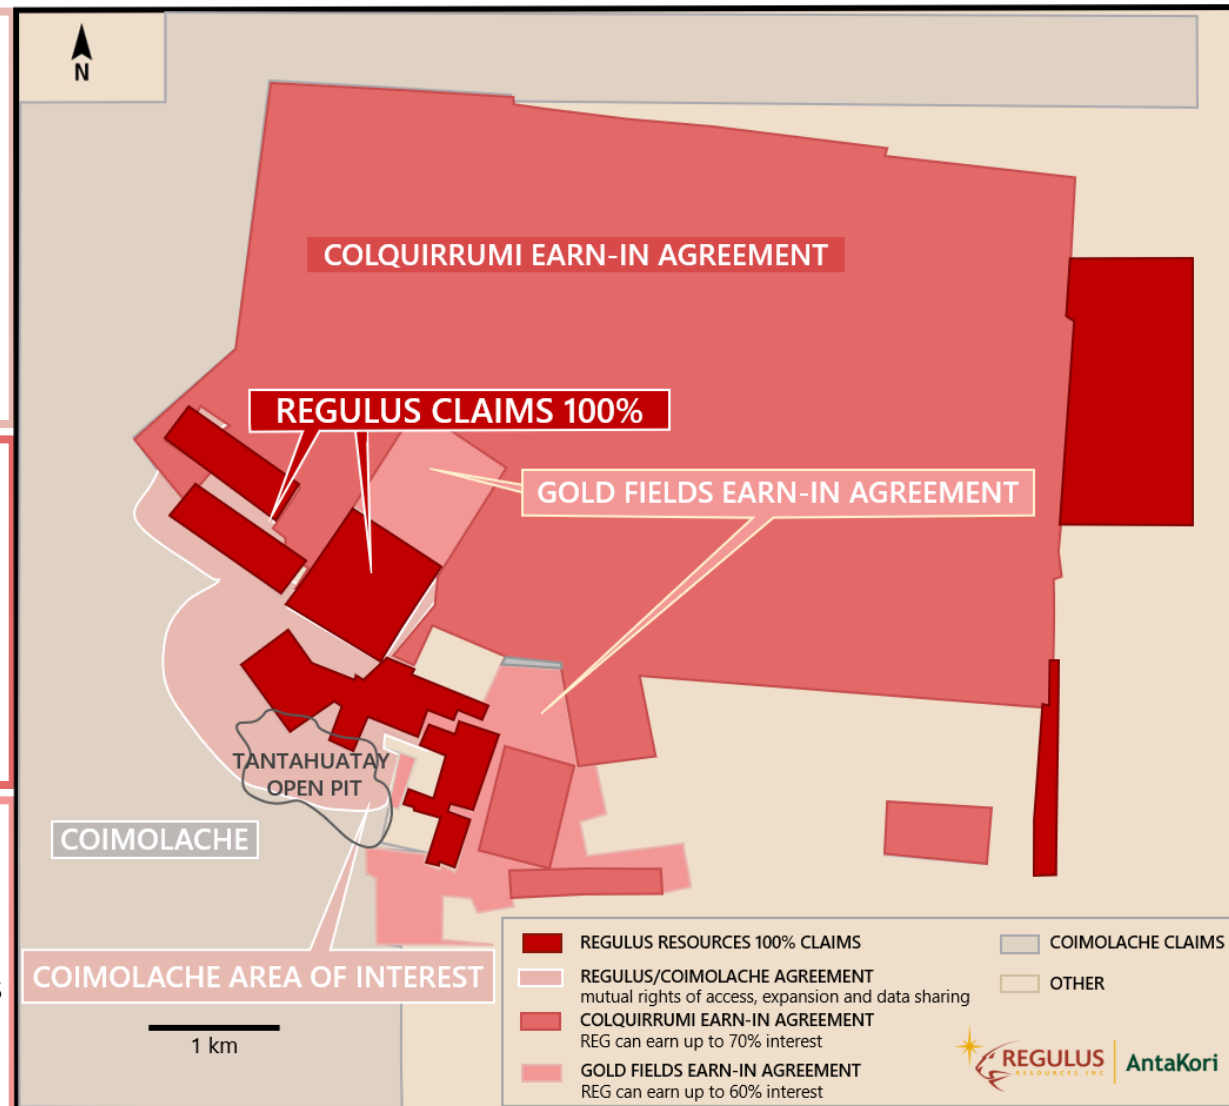 N
COLQUIRRUMI EARN-IN AGREEMENT
REGULUS CLAIMS 100%
GOLD FIELDS EARN-IN AGREEMENT
TANTAHUATAY
OPEN PIT
COIMOLACHE
COIMOLACHE AREA OF INTEREST
1 km
REGULUS RESOURCES 100% CLAIMS
REGULUS/COIMOLACHE AGREEMENT
mutual rights of access, expansion and data sharing
COLQUIRRUMI EARN-IN AGREEMENT
REG can earn up to 70% interest
GOLD FIELDS EARN-IN AGREEMENT
REG can earn up to 60% interest
COIMOLACHE CLAIMS
OTHER
REGULUS
RESOURCES INC
AntaKori